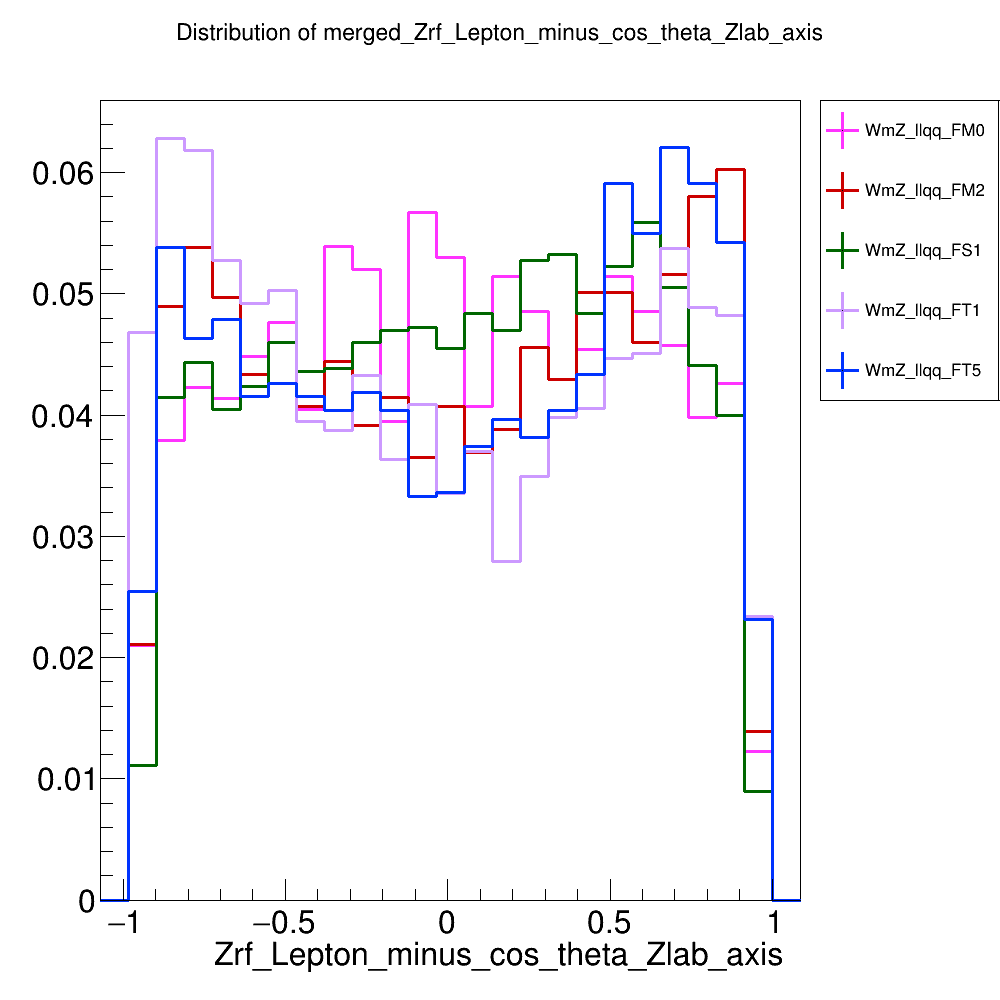 Distribution of merged_Zrf_Lepton_minus_cos_theta_Zlab_axis
WmZ_llqq_FM0
WmZ_llqq_FM2
WmZ_llqq_FS1
WmZ_llqq_FT1
WmZ_llqq_FT5
0.06
0.05
0.04
0.03
0.02
0.01
0
−1 −0.5 0 0.5 1
Zrf_Lepton_minus_cos_theta_Zlab_axis